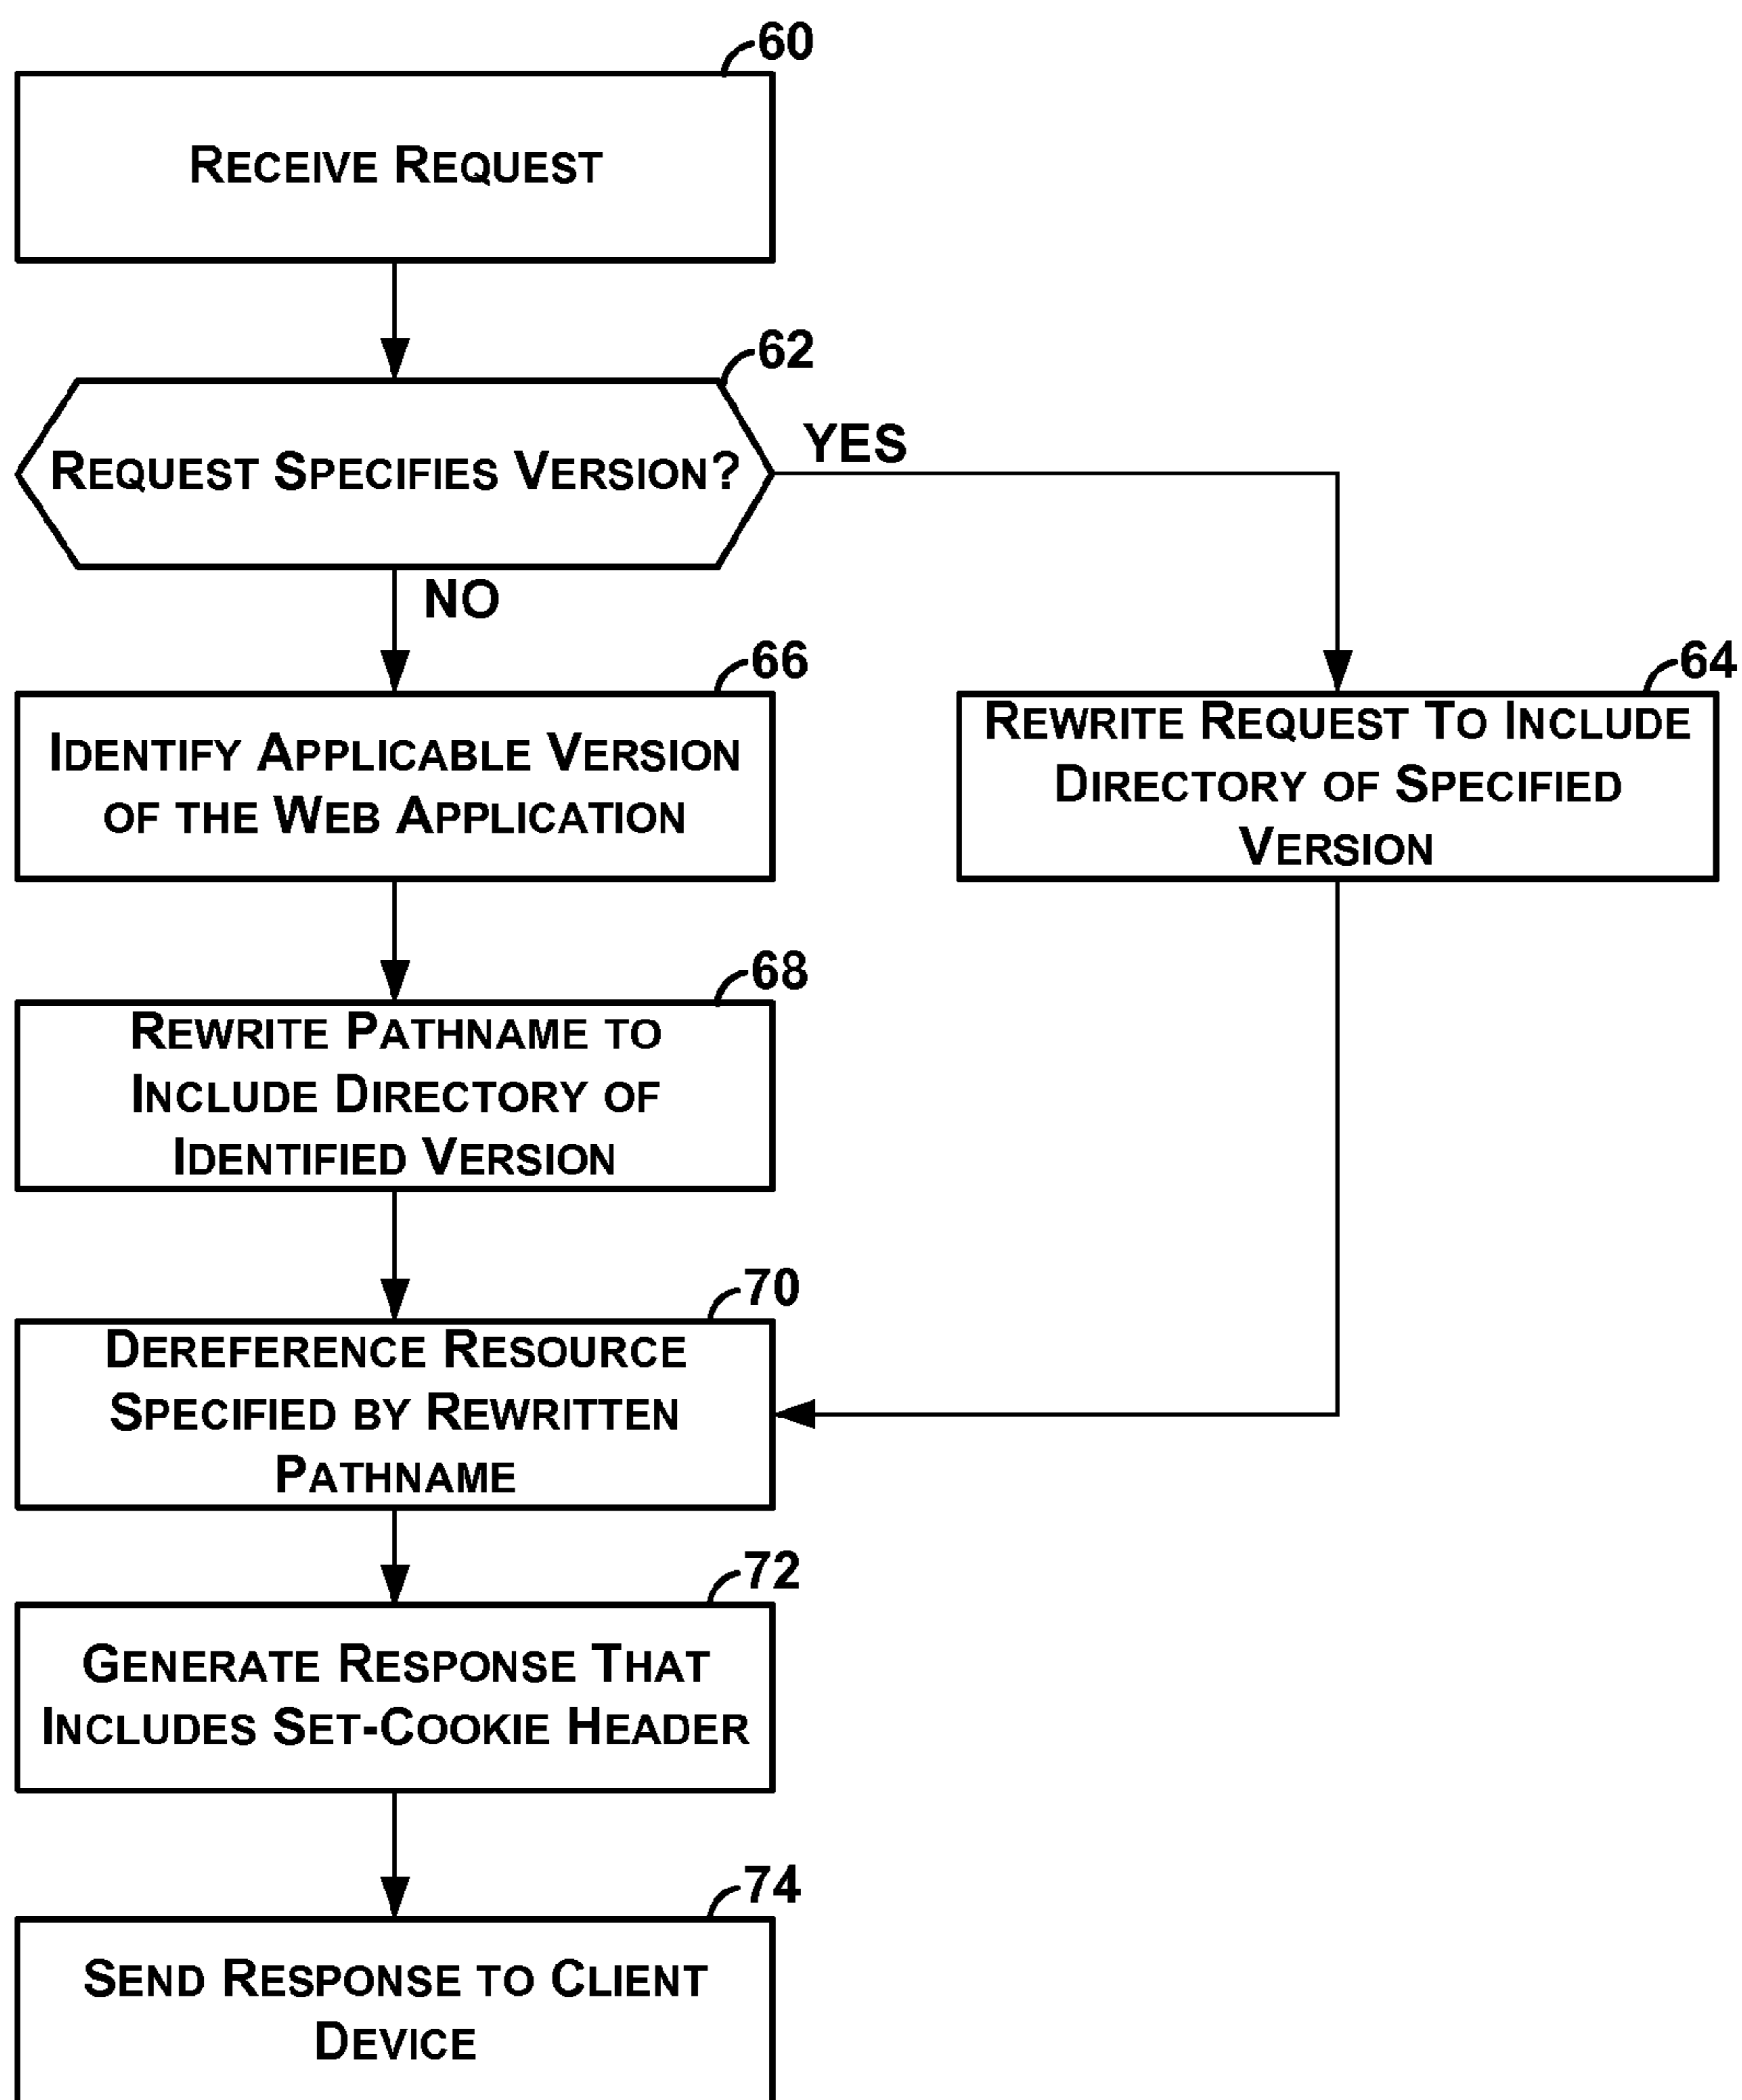 60
RECEIVE REQUEST
62
REQUEST SPECIFIES VERSION?
YES
NO
66
IDENTIFY APPLICABLE VERSION
OF THE WEB APPLICATION
64
REWRITE REQUEST TO INCLUDE
DIRECTORY OF SPECIFIED
VERSION
68
REWRITE PATHNAME TO
INCLUDE DIRECTORY OF
IDENTIFIED VERSION
70
DEREFERENCE RESOURCE
SPECIFIED BY REWRITTEN
PATHNAME
72
GENERATE RESPONSE THAT
INCLUDES SET-COOKIE HEADER
74
SEND RESPONSE TO CLIENT
DEVICE